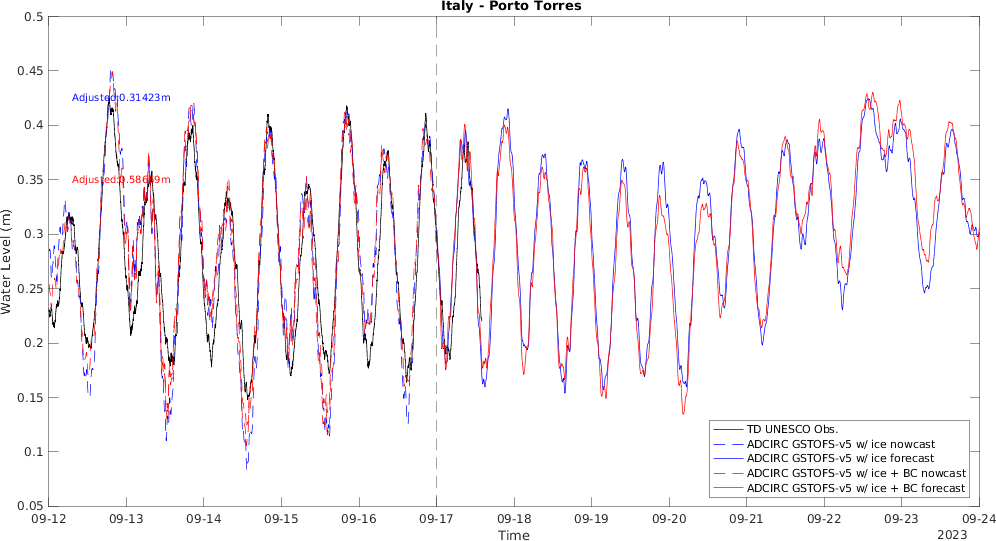 Italy - Porto Torres
0.5
0.45
0.4
0.35
0.3
0.25
0.2
0.15
0.1
0.05
Water Level (m)
Adjusted:0.31423m
Adjusted:
TD UNESCO Obs.
ADCIRC GSTOFS-v5 w/ ice nowcast
ADCIRC GSTOFS-v5 w/ ice forecast
ADCIRC GSTOFS-v5 w/ ice + BC nowcast
ADCIRC GSTOFS-v5 w/ ice + BC forecast
09-12 09-13 09-14 09-15 09-16 09-17 09-18 09-19 09-20 09-21 09-22 09-23 09-24
Time
2023